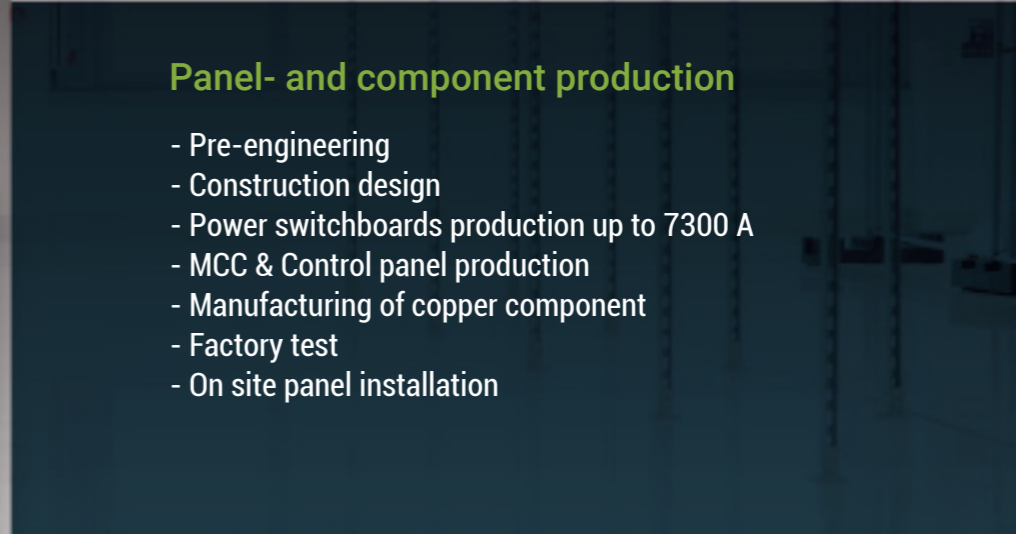 Panel- and component production
- Pre-engineering
- Construction design
- Power switchboards production up to 7300 A
- MCC & Control panel production
- Manufacturing of copper component
- Factory test
- On site panel installation